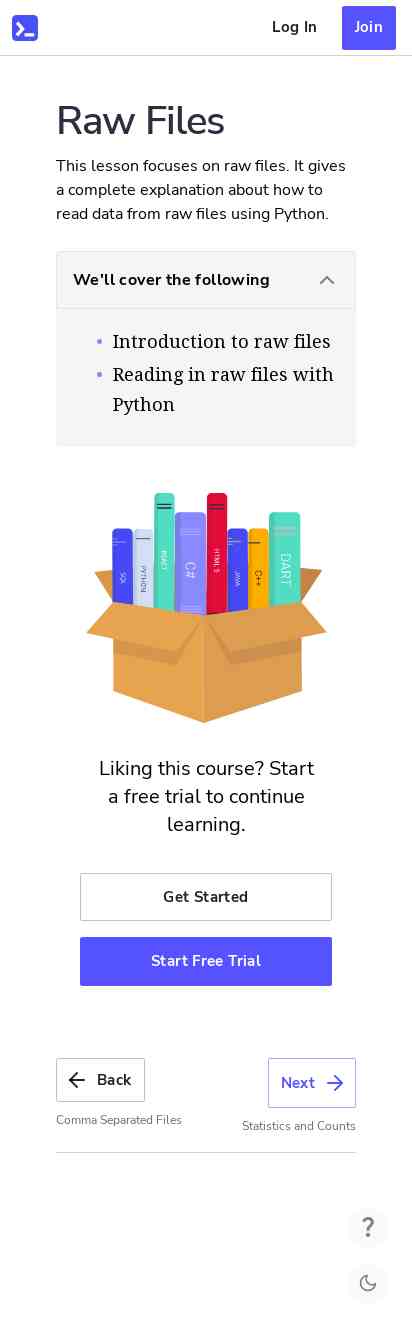 Log In
Join
Raw Files
This lesson focuses on raw files. It gives
a complete explanation about how to
read data from raw files using Python.
We'll cover the following
Introduction to raw files
Reading in raw files with
Python
SQL
PYTHON
REACT
C#
HTML 5
JAVA
C++
DART
Liking this course? Start
a free trial to continue
learning.
Get Started
Start Free Trial
Back
Next
Comma Separated Files
Statistics and Counts
?